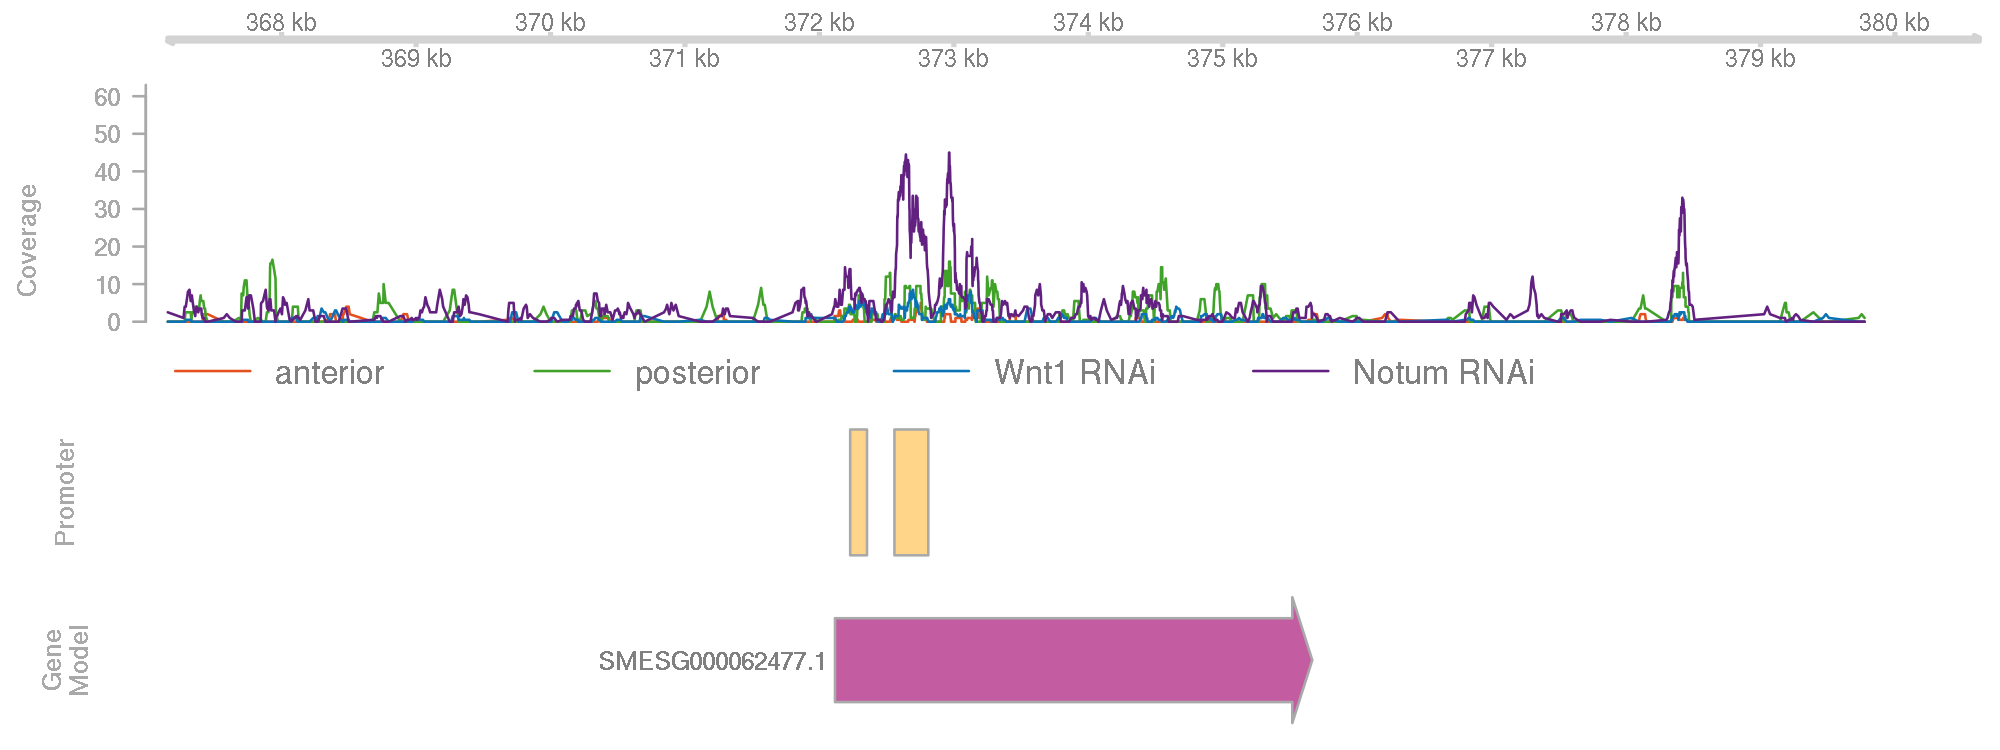 368 kb 370 kb 372 kb 374 kb 376 kb 378 kb 380 kb
369 kb 371 kb 373 kb 375 kb 377 kb 379 kb
60
50
40
30
20
10
0
Coverage
anterior posterior Wnt1 RNAi Notum RNAi
Promoter
Gene
Model
SMESG000062477.1